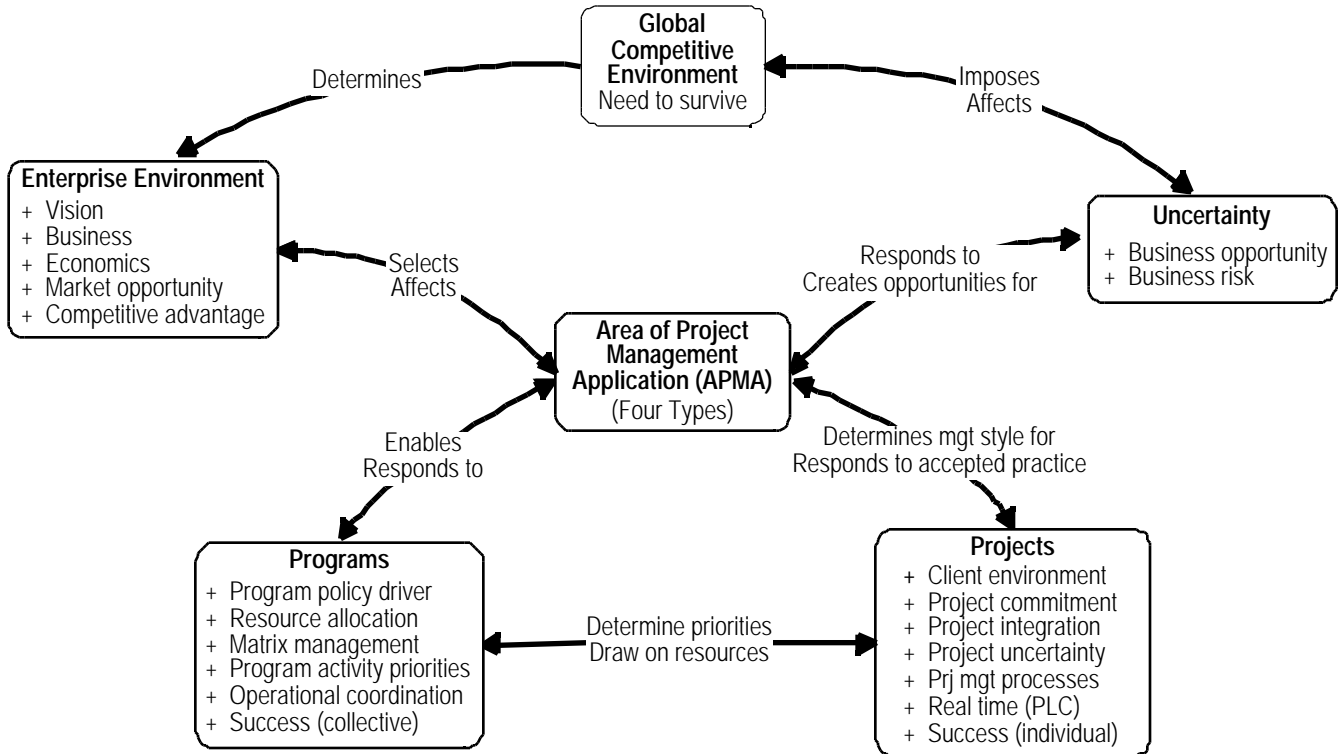 Global
Competitive
Environment
Need to survive
Determines
Imposes
Affects
Enterprise Environment
+ Vision
+ Business
+ Economics
+ Market opportunity
+ Competitive advantage
Uncertainty
+ Business opportunity
+ Business risk
Selects
Affects
Responds to
Creates opportunities for
Area of Project
Management
Application (APMA)
(Four Types)
Enables
Responds to
Determines mgt style for
Responds to accepted practice
Programs
+ Program policy driver
+ Resource allocation
+ Matrix management
+ Program activity priorities
+ Operational coordination
+ Success (collective)
Determine priorities
Draw on resources
Projects
+ Client environment
+ Project commitment
+ Project integration
+ Project uncertainty
+ Prj mgt processes
+ Real time (PLC)
+ Success (individual)